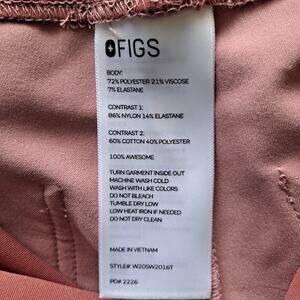 FIGS
BODY:
72% POLYESTER 21% VISCOSE
7% ELASTANE
CONTRAST 1:
86% NYLON 14% ELASTANE
CONTRAST 2:
60% COTTON 40% POLYESTER
100% AWESOME
TURN GARMENT INSIDE OUT
MACHINE WASH COLD
WASH WITH LIKE COLORS
DO NOT BLEACH
TUMBLE DRY LOW
LOW HEAT IRON IF NEEDED
DO NOT DRY CLEAN
MADE IN VIETNAM
STYLE#: W20SW2016T
PO# 2226